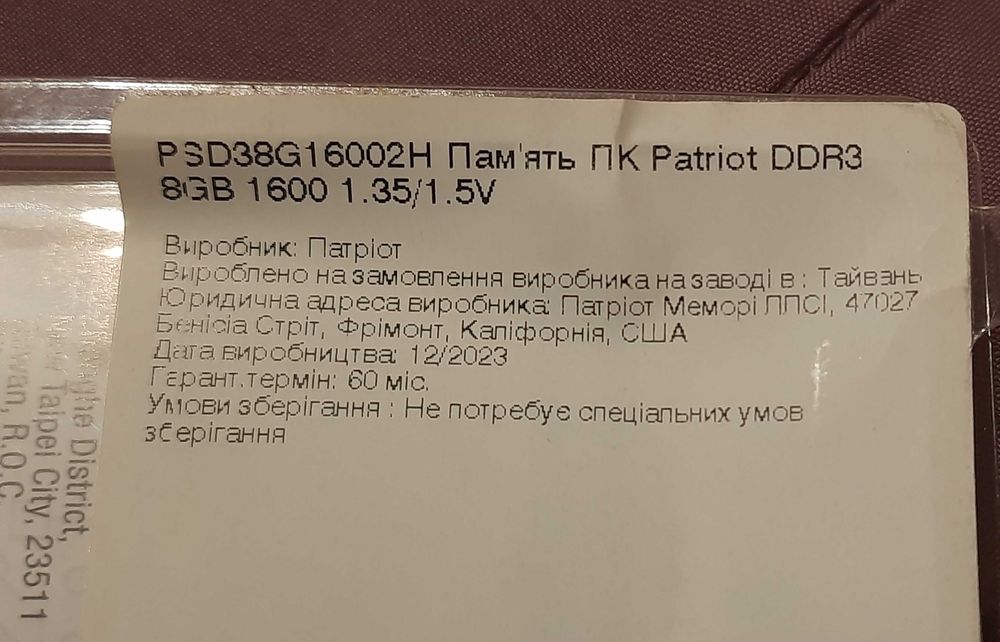 PSD38G16002H Пам'ять ПК Patriot DDR3
8GB 1600 1.35/1.5V
Виробник: Патріот
Вироблено на замовлення виробника на заводі в : Тайвань
Юридична адреса виробника: Патріот Меморі ЛПСІ, 47027
Бенісіа Стріт, Фрімонт, Каліфорнія, США
Дата виробництва: 12/2023
Гарант.термін: 60 міс.
Умови зберігання : Не потребує спеціальних умов
зберігання
District,
Taipei City, 23511
R.O.C.